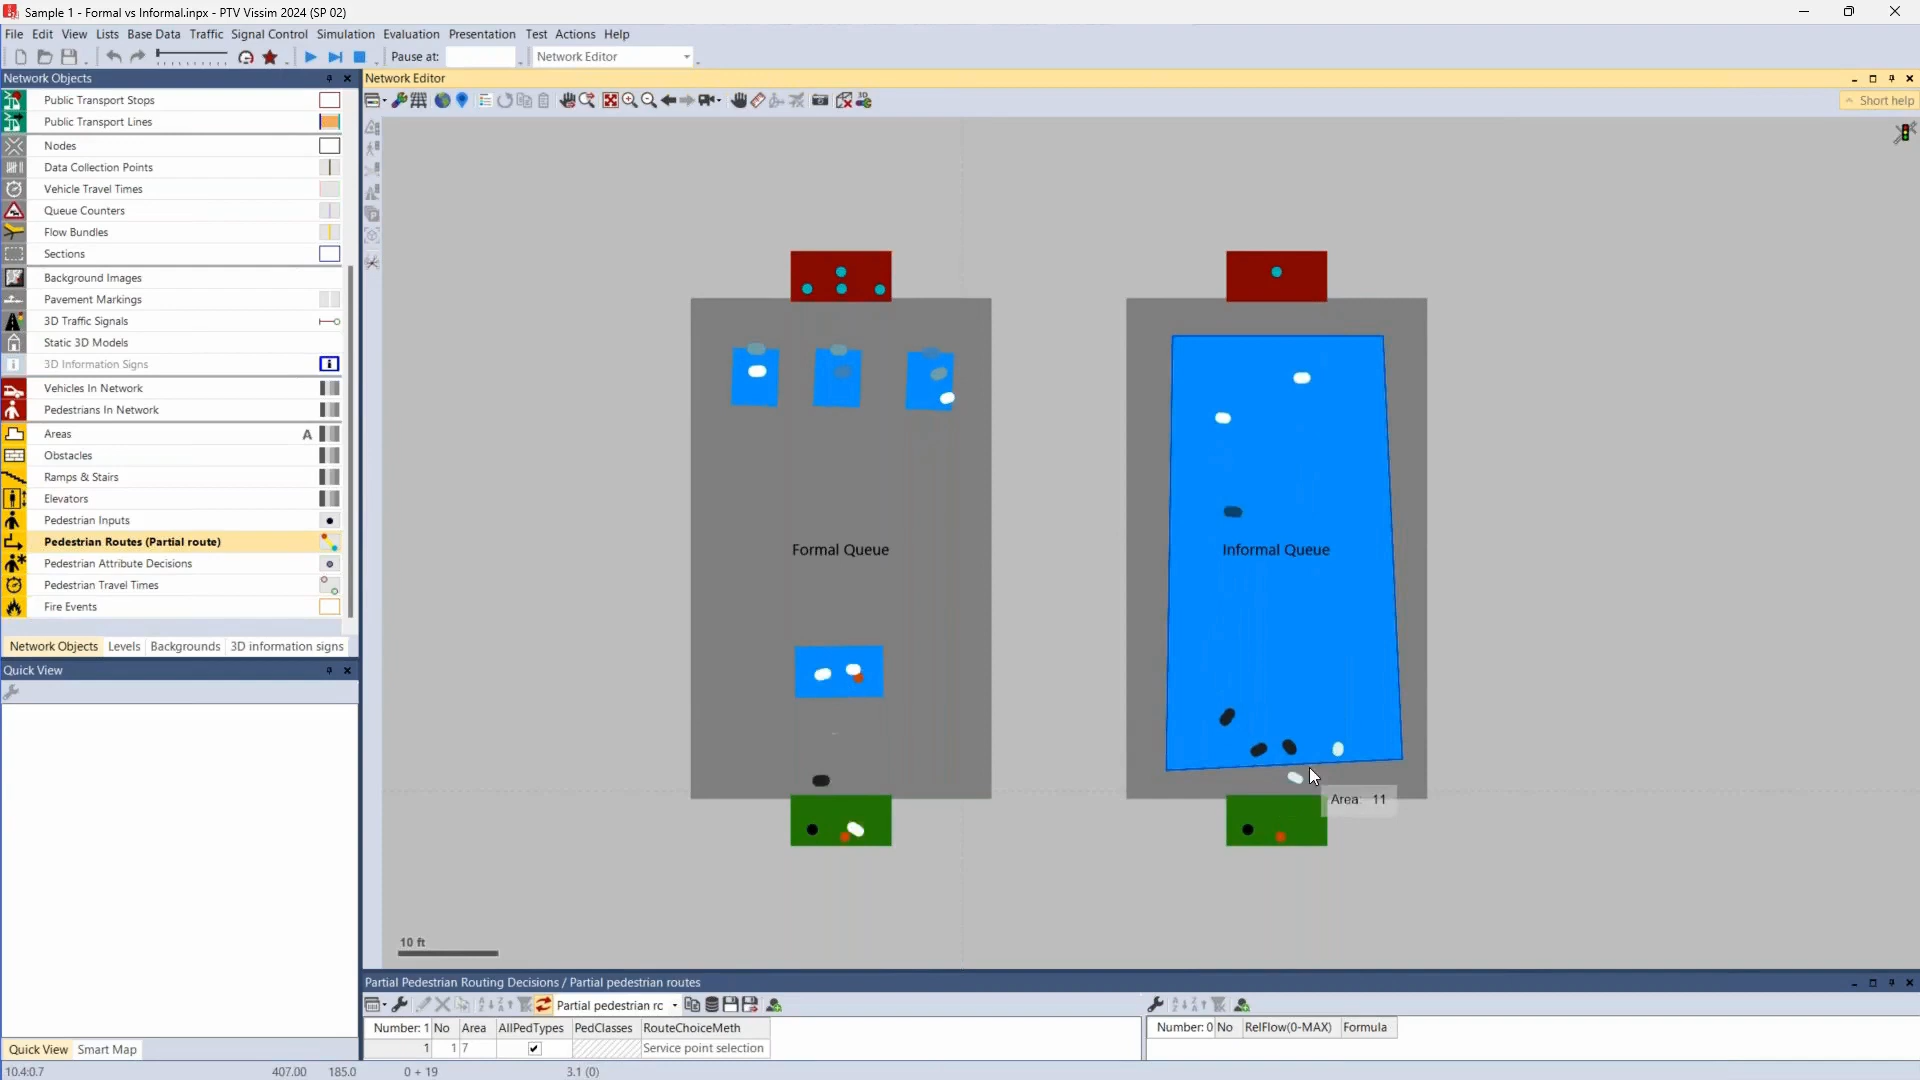 Sample 1 - Formal vs Informal.inpx - PTV Vissim 2024 (SP 02)
File Edit View Lists Base Data Traffic Signal Control Simulation Evaluation Presentation Test Actions Help
Pause at: Network Editor
Network Objects
Network Editor
Short help
Public Transport Stops
Public Transport Lines
Nodes
Data Collection Points
Vehicle Travel Times
Queue Counters
Flow Bundles
Sections
Background Images
Pavement Markings
3D Traffic Signals
Static 3D Models
3D Information Signs
Vehicles In Network
Pedestrians In Network
Areas A
Obstacles
Ramps & Stairs
Elevators
Pedestrian Inputs
Pedestrian Routes (Partial route)
Pedestrian Attribute Decisions
Pedestrian Travel Times
Fire Events
Network Objects Levels Backgrounds 3D information signs
Quick View
Formal Queue
Informal Queue
Area: 11
10 ft
Partial Pedestrian Routing Decisions / Partial pedestrian routes
Partial pedestrian rc
Number: 1 No Area AllPedTypes PedClasses RouteChoiceMeth
1 1 7 Service point selection
Number: 0 No RelFlow(0-MAX) Formula
Quick View Smart Map
10.4:0.7 407.00 185.0 0 + 19 3.1 (0)